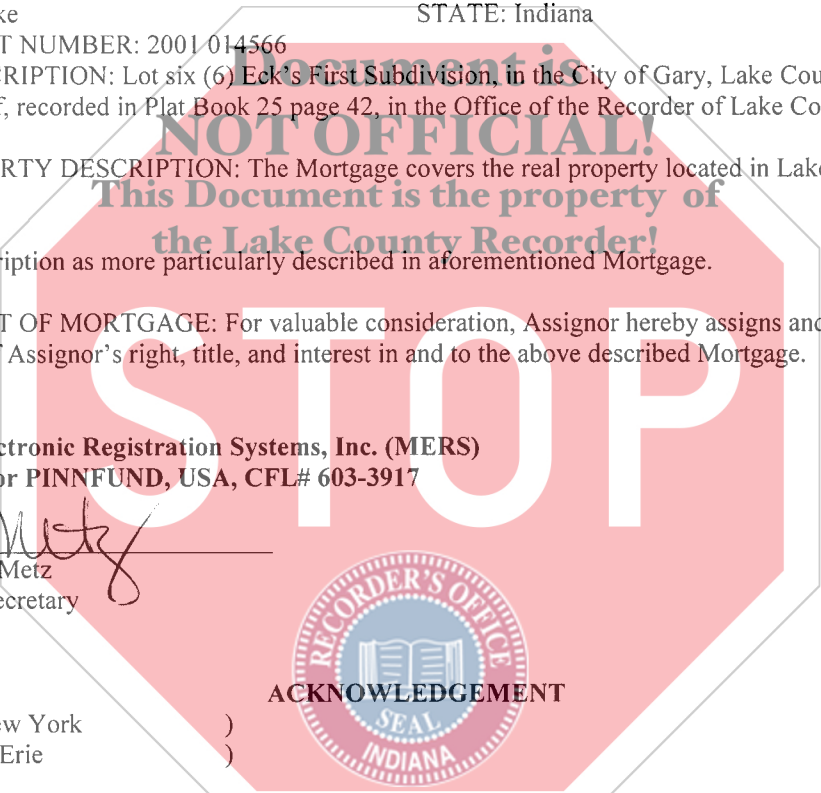 ke STATE: Indiana
T NUMBER: 2001 014566
Document is
CRIPTION: Lot six (6) Eck's First Subdivision, in the City of Gary, Lake Cou
f, recorded in Plat Book 25 page 42, in the Office of the Recorder of Lake Co
NOT OFFICIAL!
RTY DESCRIPTION: The Mortgage covers the real property located in Lake
This Document is the property of
the Lake County Recorder!
ription as more particularly described in aforementioned Mortgage.
T OF MORTGAGE: For valuable consideration, Assignor hereby assigns and
f Assignor's right, title, and interest in and to the above described Mortgage.
STOP
ctronic Registration Systems, Inc. (MERS)
or PINNFUND, USA, CFL# 603-3917
Metz
Metz
ecretary
RECORDER'S OFFICE
ACKNOWLEDGEMENT
SEAL
INDIANA
ew York )
Erie )